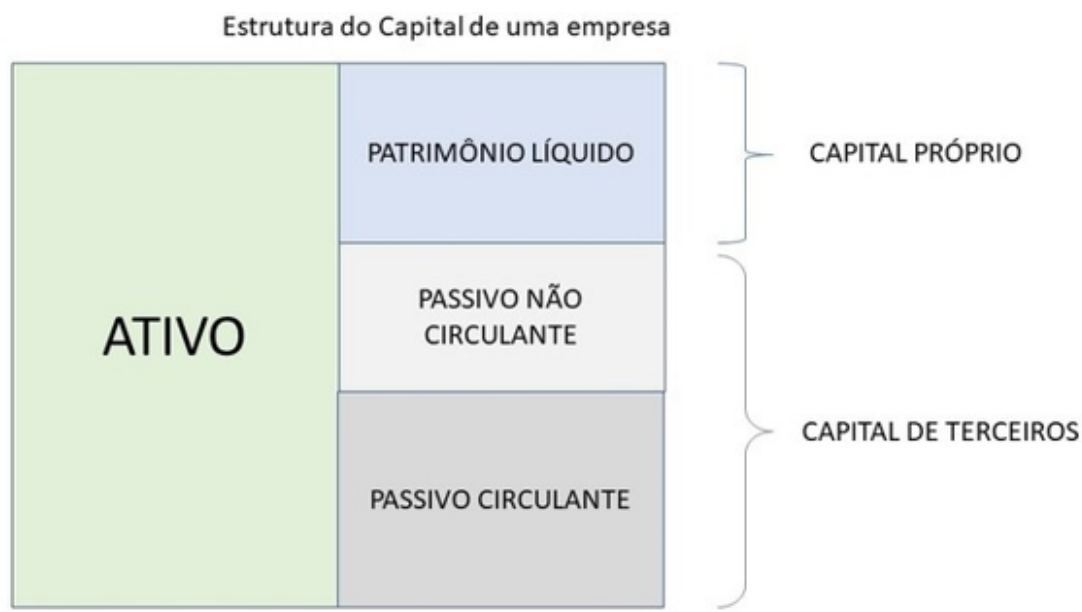 Estrutura do Capital de uma empresa
PATRIMÔNIO LÍQUIDO
CAPITAL PRÓPRIO
ATIVO
PASSIVO NÃO
CIRCULANTE
CAPITAL DE TERCEIROS
PASSIVO CIRCULANTE